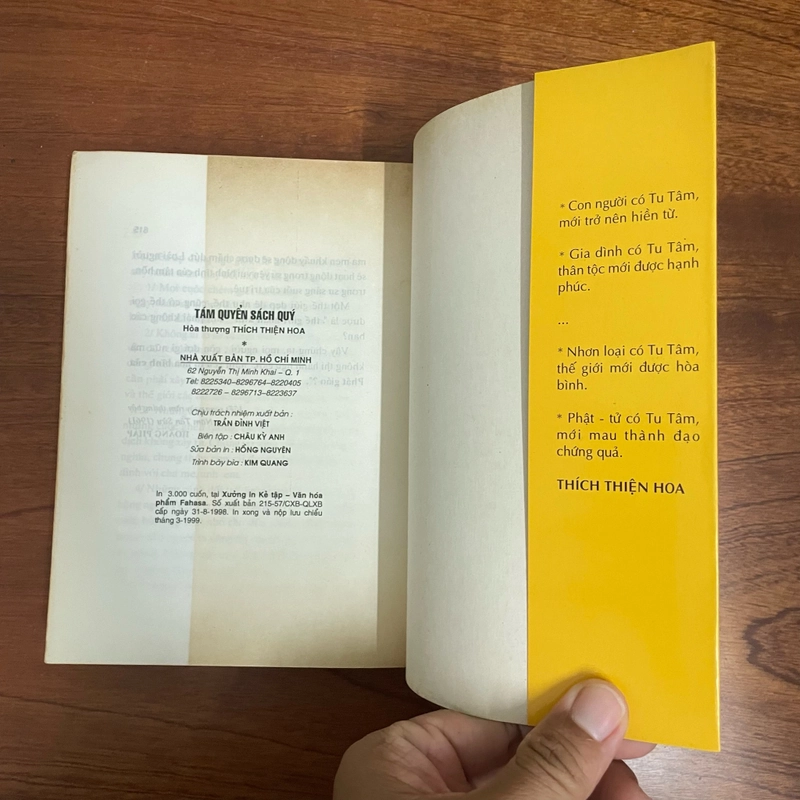 TÁM QUYỂN SÁCH QUÝ
Hòa thượng THÍCH THIỆN HOA
*
NHÀ XUẤT BẢN TP. HỒ CHÍ MINH
62 Nguyễn Thị Minh Khai – Q. 1
Tel: 8225340–8296764–8220405
8222726 – 8296713–8223637
Chịu trách nhiệm xuất bản :
TRẦN ĐÌNH VIỆT
Biên tập : CHÂU KỲ ANH
Sửa bản in : HỒNG NGUYÊN
Trình bày bìa : KIM QUANG
In 3.000 cuốn, tại Xưởng in Kẻ tập – Văn hóa
phẩm Fahasa. Số xuất bản 215-57/CXB-QLXB
cấp ngày 31-8-1998. In xong và nộp lưu chiểu
tháng 3-1999.
* Con người có Tu Tâm,
mới trở nên hiền từ.
* Gia dình có Tu Tâm,
thân tộc mới được hạnh
phúc.
...
* Nhơn loại có Tu Tâm,
thế giới mới được hòa
bình.
* Phật - tử có Tu Tâm,
mới mau thành đạo
chứng quả.
THÍCH THIỆN HOA